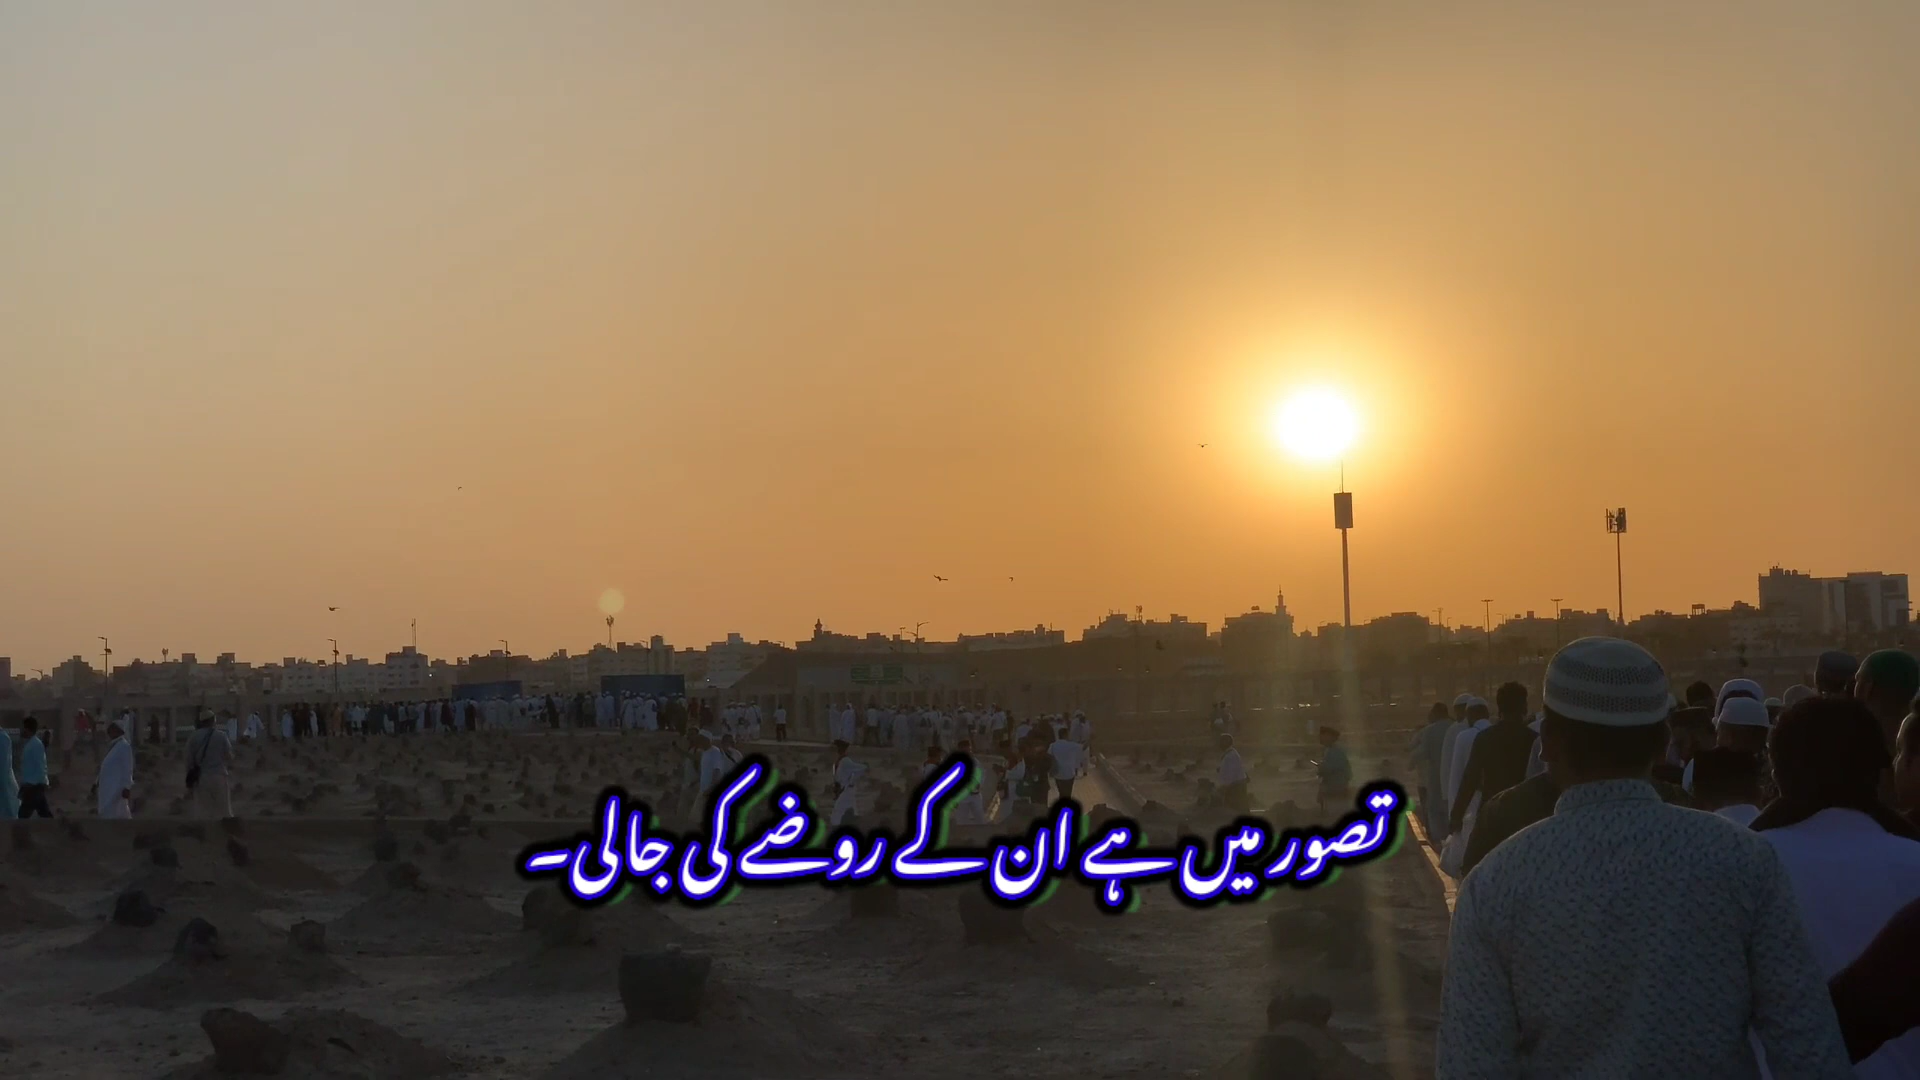 تصور میں ہے ان کے روضے کی جالی۔